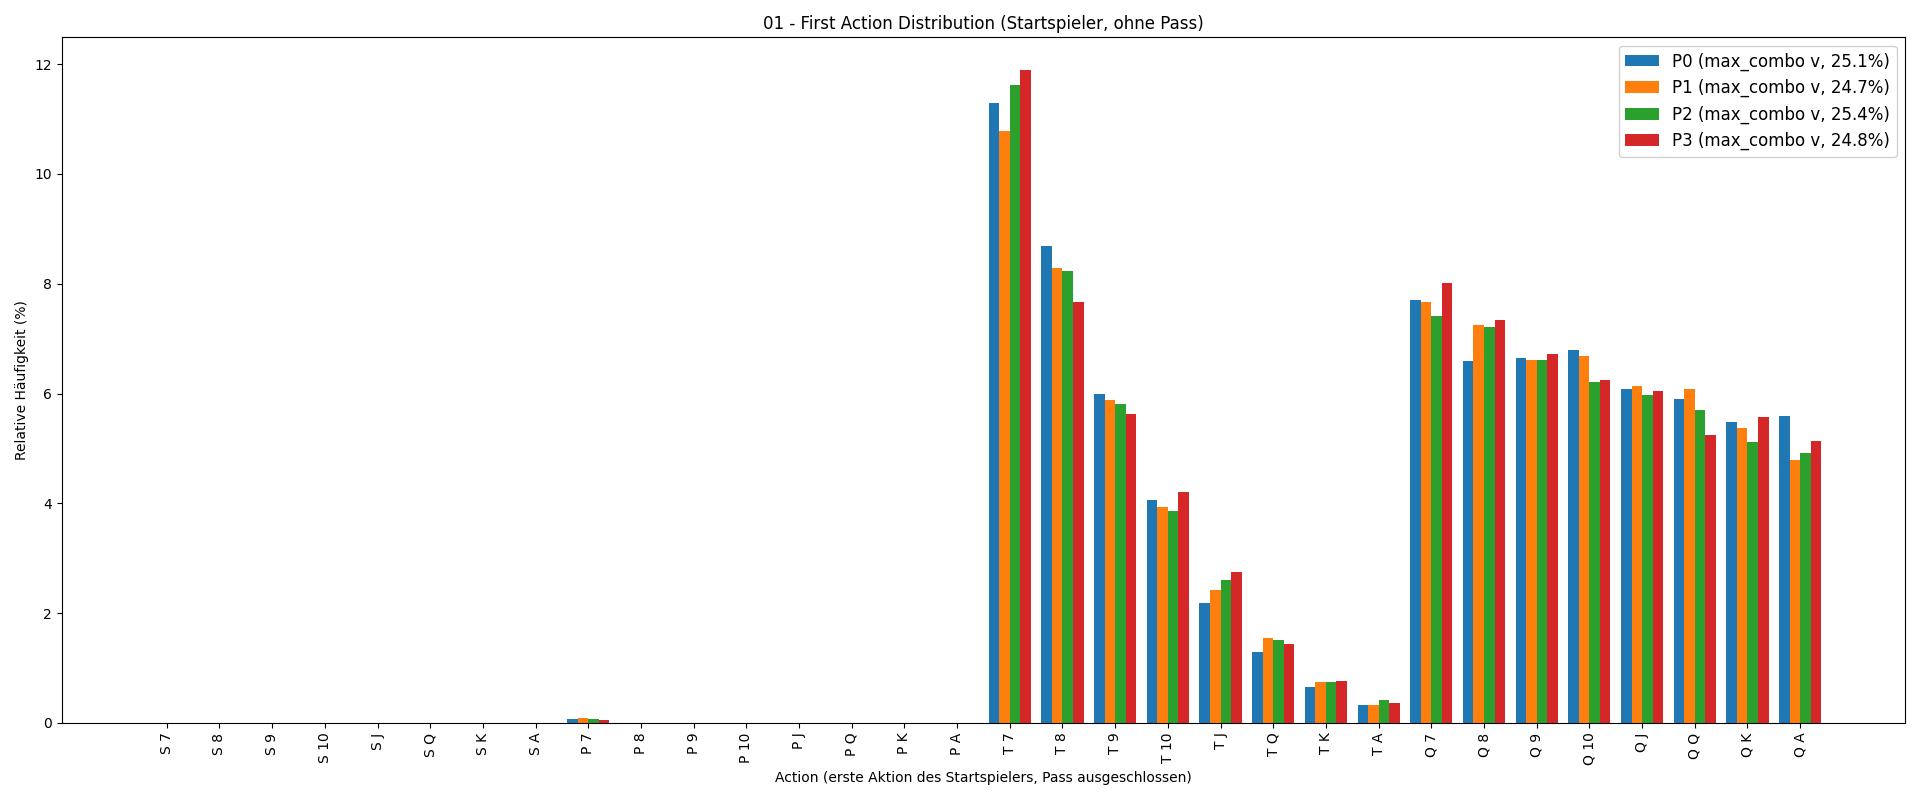 01 - First Action Distribution (Startspieler, ohne Pass)
P0 (max_combo v, 25.1%)
P1 (max_combo v, 24.7%)
P2 (max_combo v, 25.4%)
P3 (max_combo v, 24.8%)
Relative Häufigkeit (%)
12
10
8
6
4
2
0
S 7
S 8
S 9
S 10
S J
S Q
S K
S A
P 7
P 8
P 9
P 10
P J
P Q
P K
P A
T 7
T 8
T 9
T 10
T J
T Q
T K
T A
Q 7
Q 8
Q 9
Q 10
Q J
Q Q
Q K
Q A
Action (erste Aktion des Startspielers, Pass ausgeschlossen)